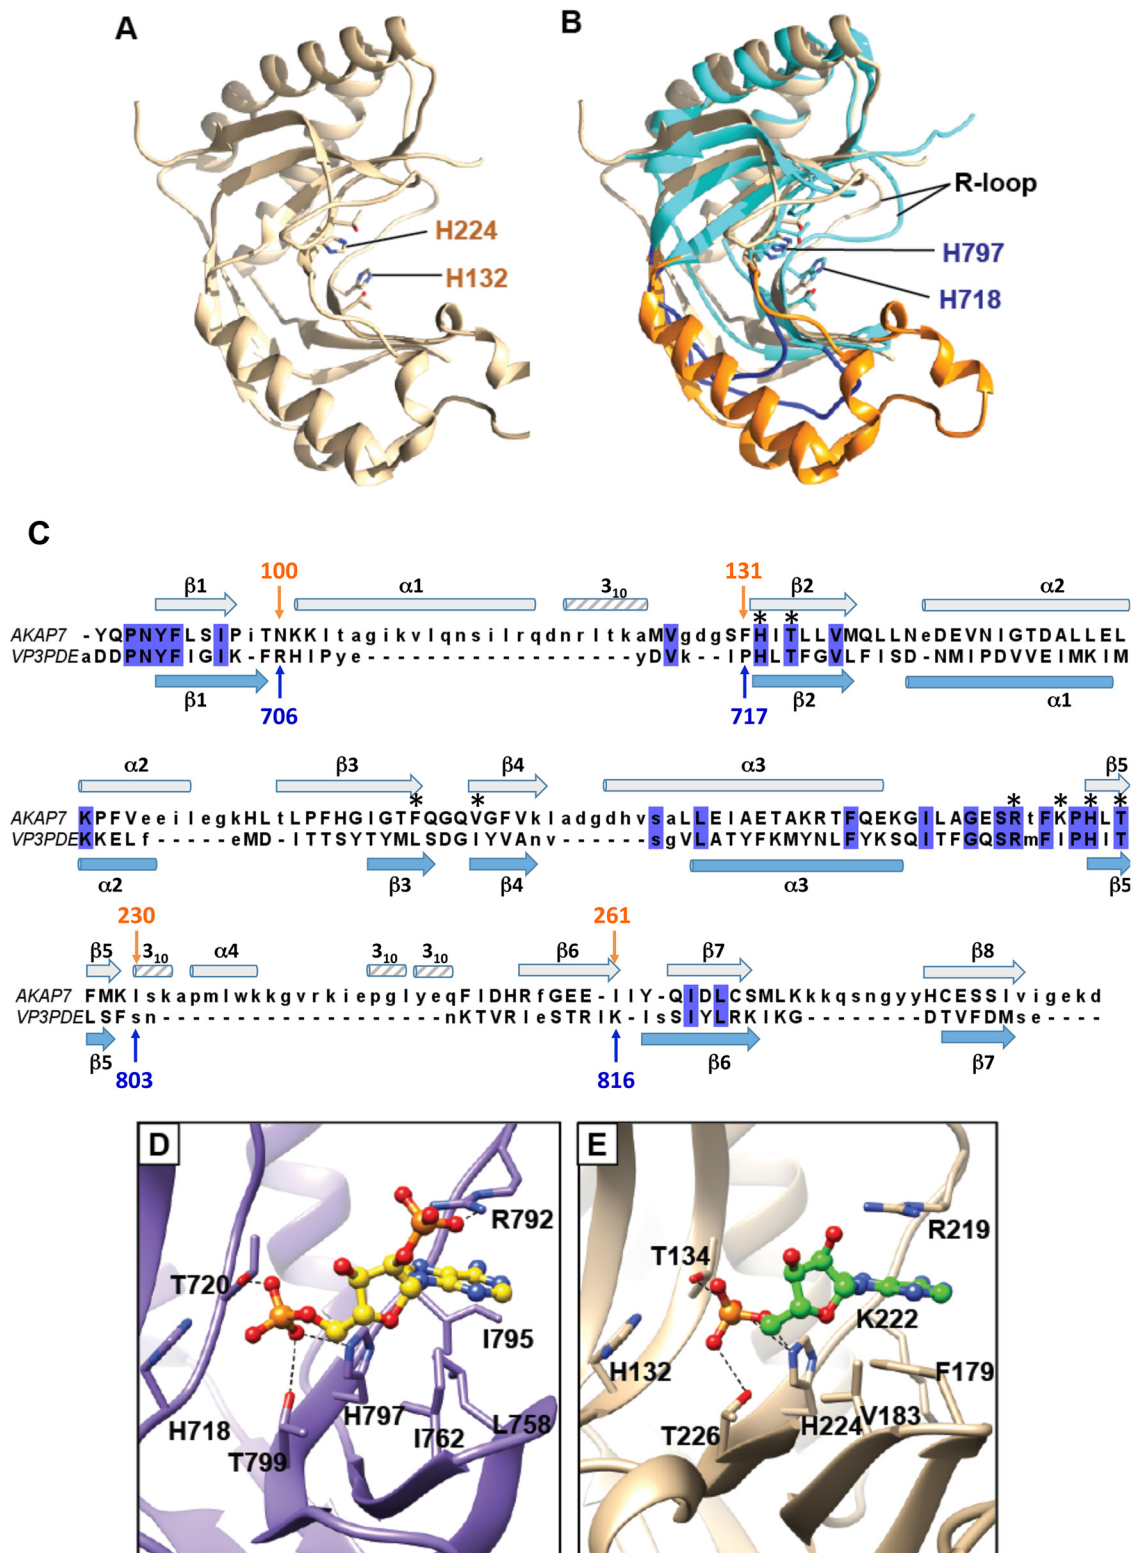 A
B
R-loop
H224
H797
H132
H718
C
100
131
β1
α1
3₁₀
β2
α2
* *
AKAP7 -YQPNYFLSIPiTNKKItagikvlqnsilrqdnrltkaMVgdgSFHITLLVMQLLNeDEVNIGTDALLEL
VP3PDE aDDPNYFIGIK-FRHIPye------------------yDVk--IPHLTFGVLFISD-NMIPDVVEIMKIM
β1
β2
α1
706
717
α2
β3
β4
α3
β5
* * * * * *
AKAP7 KPFVeeilegkHLtLPFHGIGTFQGQVGFVkladgdhvsaLLEIAETAKRTFQEKGILAGESRtFKPHLT
VP3PDE KKELf-----eMD-ITTSYTYMLSDGIYVAnv-------sgVLATYFKMYNLFYKSQITFGQSRmFIPHIT
α2
β3
β4
α3
β5
230
261
β5
3₁₀
α4
3₁₀
3₁₀
β6
β7
β8
AKAP7 FMKIskapmlwkkgvrkiepglyeqFIDHRfGEE-IIY-QIDLCSMLKkkqsngyyHCESSIvigekd
VP3PDE LSFsn--------------------nKTVRIeSTRIK-IsSIYLRKIKG--------DTVFDMse----
β5
β6
β7
803
816
D
E
R792
R219
T720
T134
I795
K222
H132
F179
H718
H797
I762
L758
T799
T226
H224
V183